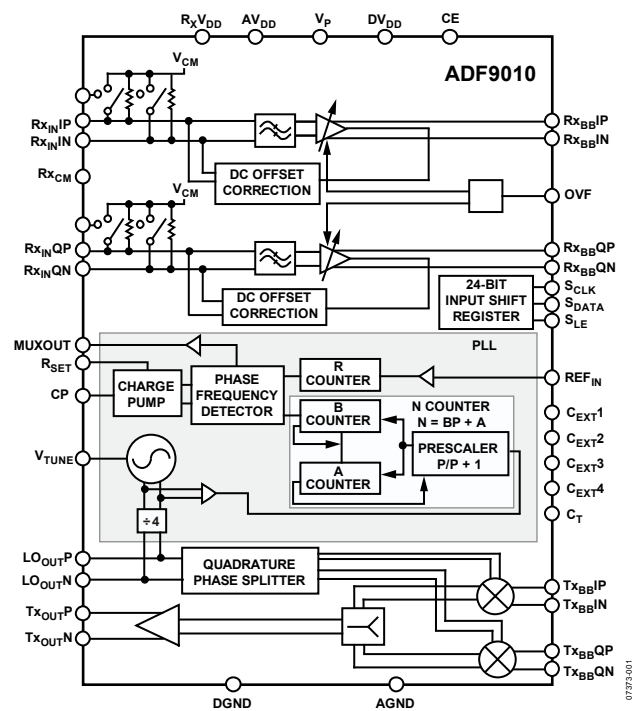 RXVDD AVDD VP DVDD CE
ADF9010
VCM
RxINIP
RxININ
RxCM
DC OFFSET
CORRECTION
RxBBIP
RxBBIN
OVF
VCM
RxINQP
RxINQN
DC OFFSET
CORRECTION
RxBBQP
RxBBQN
24-BIT
INPUT SHIFT
REGISTER
SCLK
SDATA
SLE
MUXOUT
RSET
CP
VTUNE
PLL
CHARGE
PUMP
PHASE
FREQUENCY
DETECTOR
R
COUNTER
REFIN
B
COUNTER
N COUNTER
N = BP + A
PRESCALER
P/P + 1
A
COUNTER
÷4
CEXT1
CEXT2
CEXT3
CEXT4
CT
LOOUTP
LOOUTN
QUADRATURE
PHASE SPLITTER
TxOUTP
TxOUTN
TxBBIP
TxBBIN
TxBBQP
TxBBQN
DGND AGND
07373-001